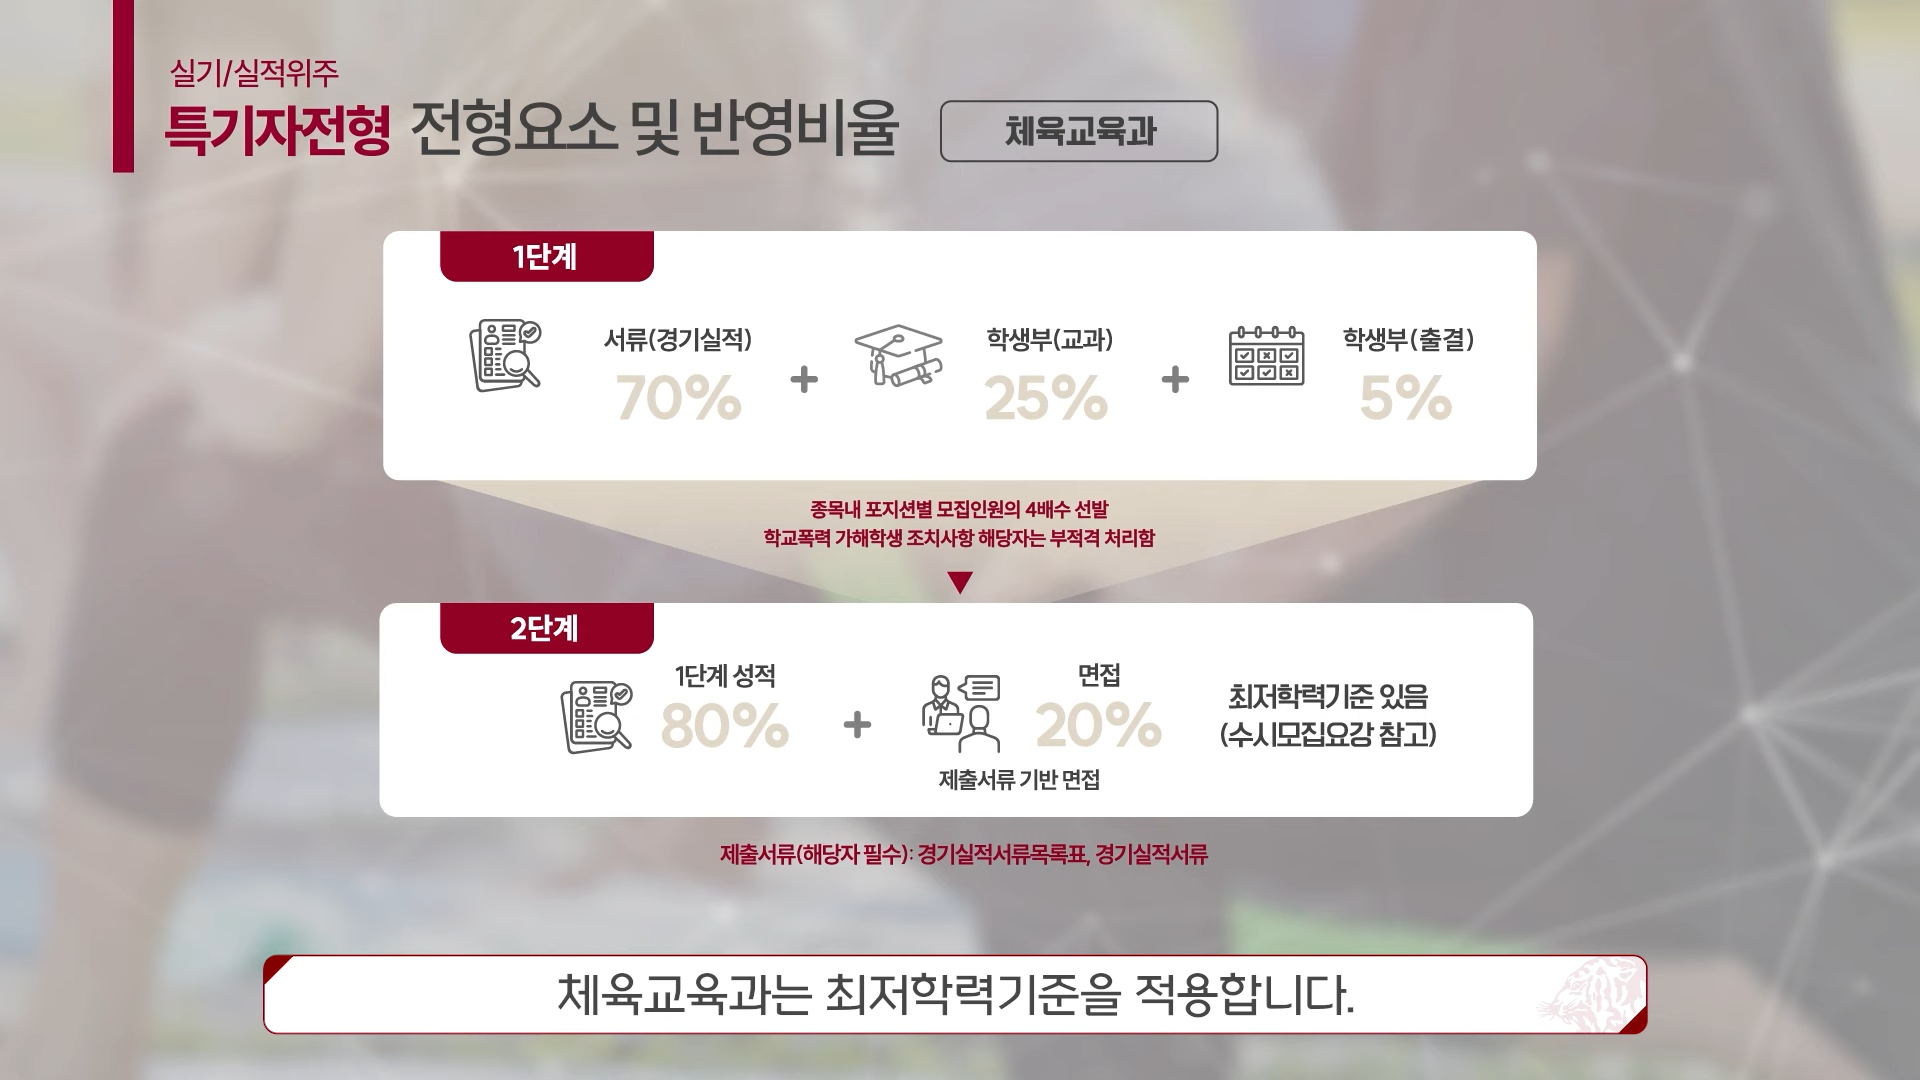 실기/실적위주
특기자전형 전형요소 및 반영비율 체육교육과
1단계
서류(경기실적)
70%
+
학생부(교과)
25%
+
학생부(출결)
5%
종목내 포지션별 모집인원의 4배수 선발
학교폭력 가해학생 조치사항 해당자는 부적격 처리함
2단계
1단계 성적
80%
+
면접
20%
제출서류 기반 면접
최저학력기준 있음
(수시모집요강 참고)
제출서류(해당자 필수): 경기실적서류목록표, 경기실적서류
체육교육과는 최저학력기준을 적용합니다.